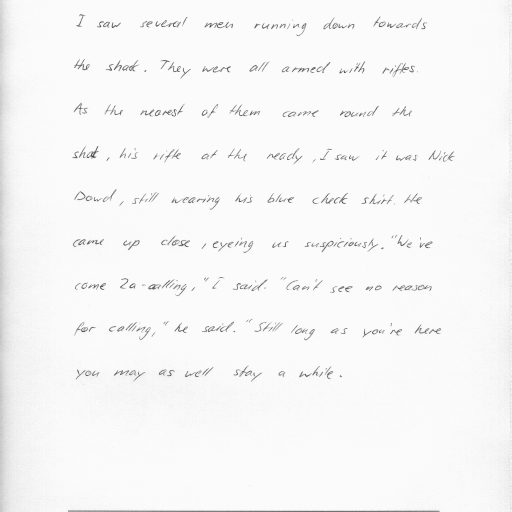 I saw several men running down towards
the shack. They were all armed with rifles.
As the nearest of them came round the
shack, his rifle at the ready, I saw it was Nick
Dowd, still wearing his blue check shirt. He
came up close, eyeing us suspiciously. "We've
come 2a-calling," I said. "Can't see no reason
for calling," he said. "Still long as you're here
you may as well stay a while.